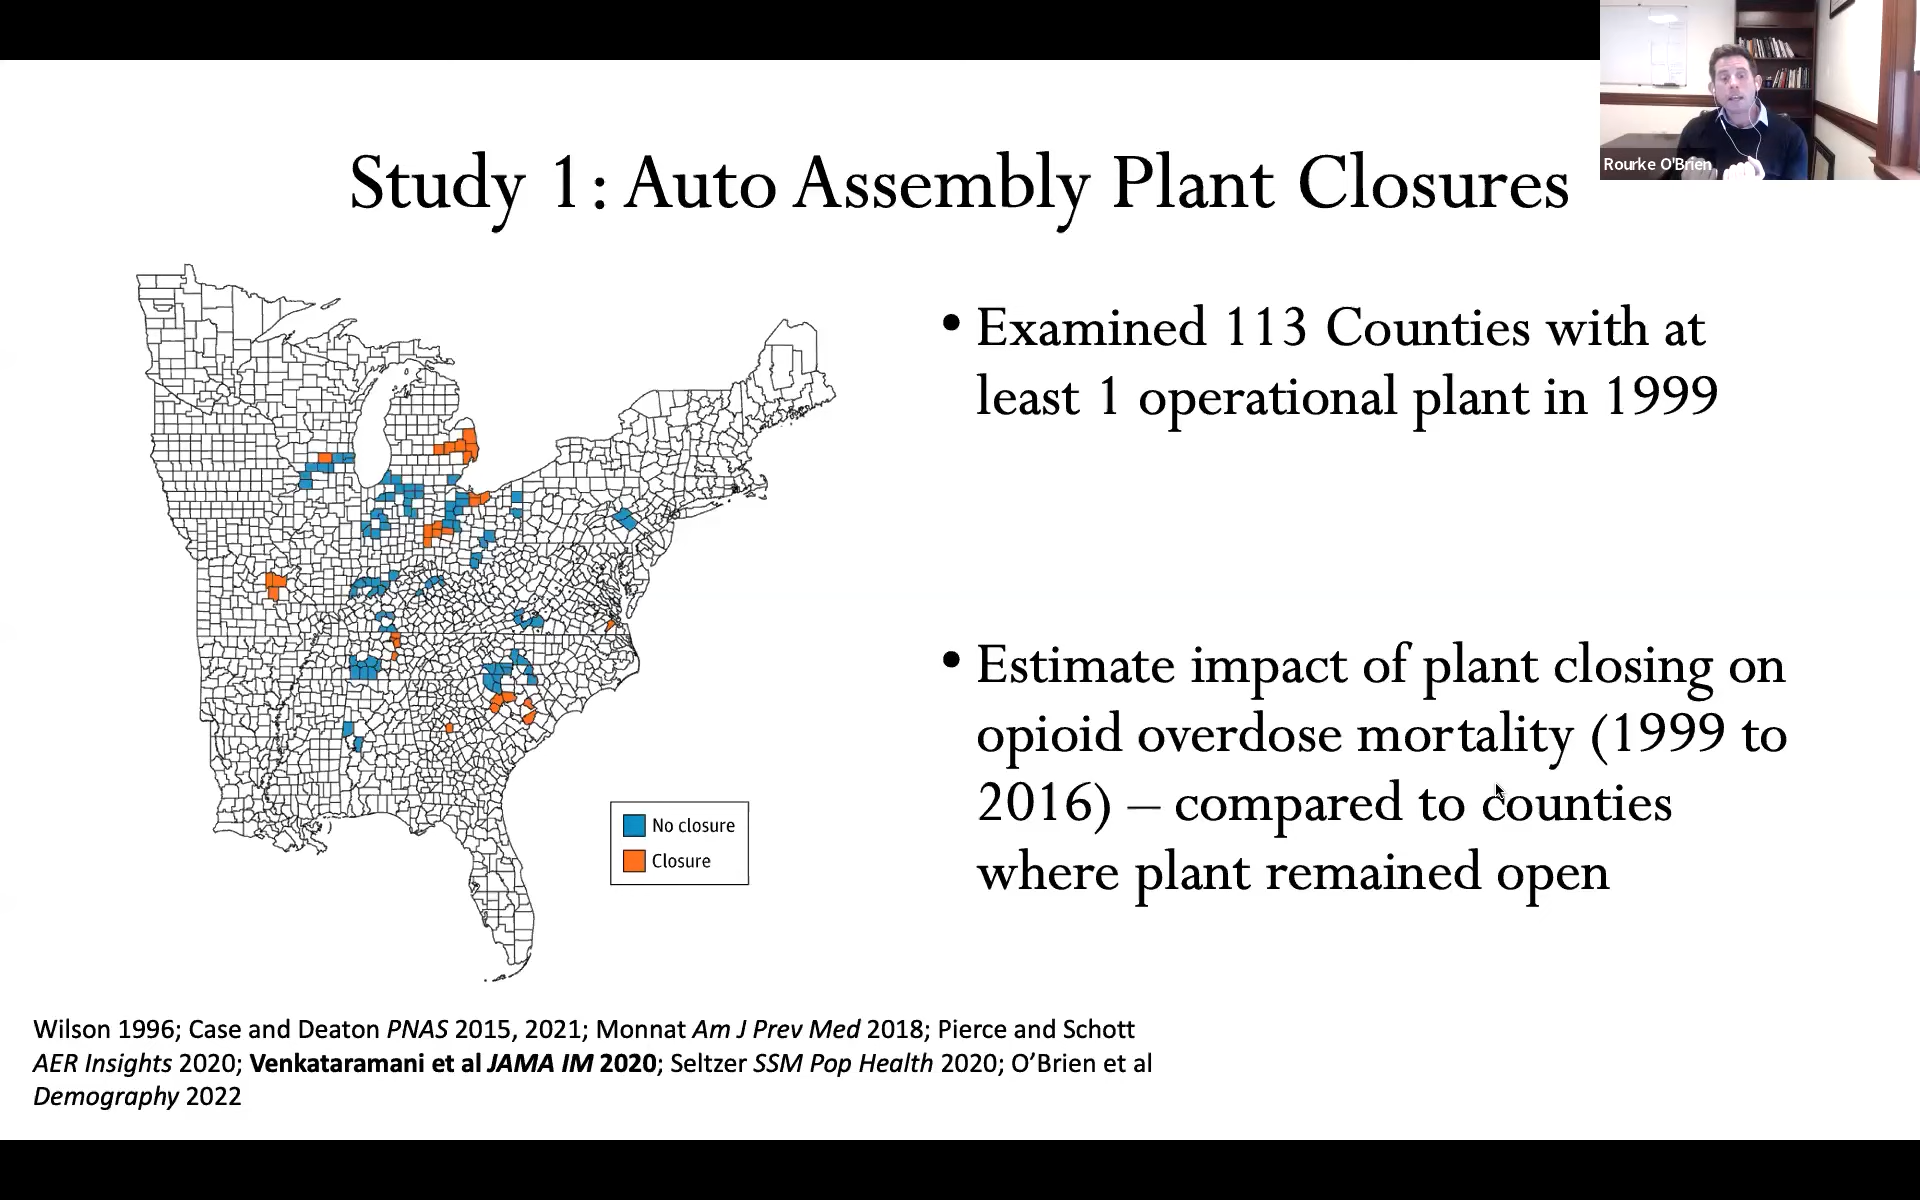 Rourke O'Brien
Study 1: Auto Assembly Plant Closures
• Examined 113 Counties with at
least 1 operational plant in 1999
• Estimate impact of plant closing on
opioid overdose mortality (1999 to
2016) – compared to counties
where plant remained open
No closure
Closure
Wilson 1996; Case and Deaton PNAS 2015, 2021; Monnat Am J Prev Med 2018; Pierce and Schott
AER Insights 2020; Venkataramani et al JAMA IM 2020; Seltzer SSM Pop Health 2020; O’Brien et al
Demography 2022